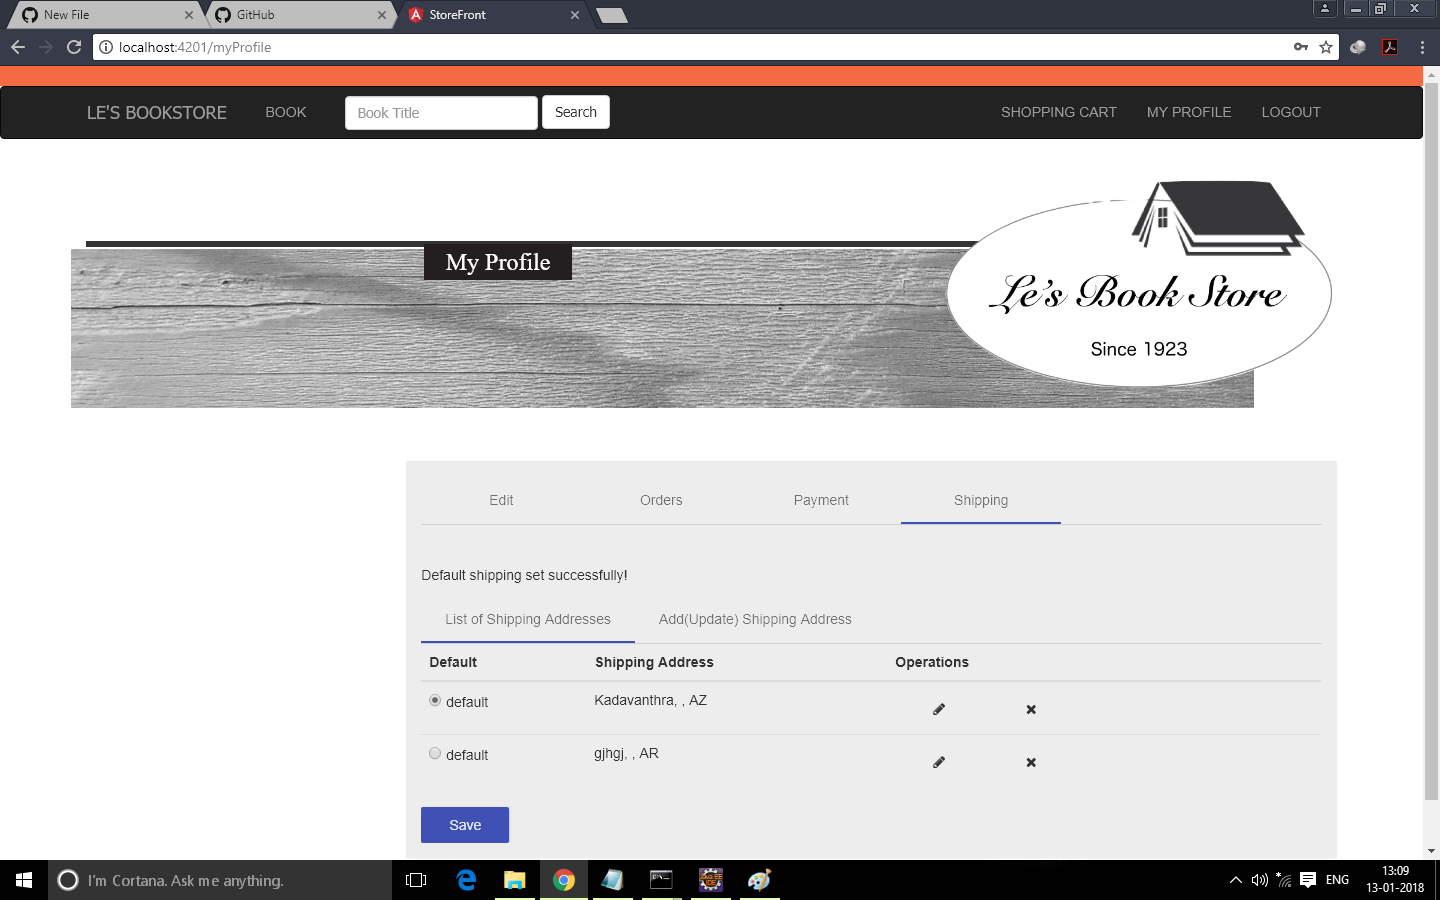 New File
GitHub
StoreFront
localhost:4201/myProfile
LE'S BOOKSTORE BOOK Book Title Search SHOPPING CART MY PROFILE LOGOUT
My Profile
Le's Book Store
Since 1923
Edit Orders Payment Shipping
Default shipping set successfully!
List of Shipping Addresses Add(Update) Shipping Address
Default Shipping Address Operations
default Kadavanthra, , AZ
default gjhgj, , AR
Save
I'm Cortana. Ask me anything.
ENG
13:09
13-01-2018